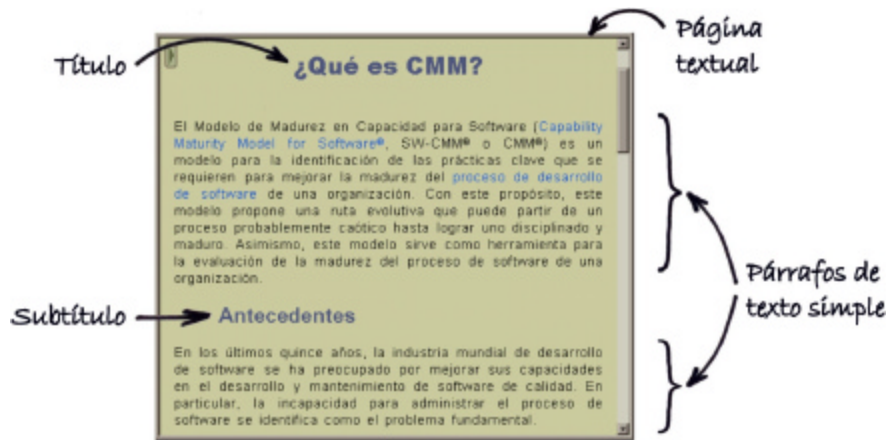 Página
textual
Título
¿Qué es CMM?
El Modelo de Madurez en Capacidad para Software (Capability
Maturity Model for Software®, SW-CMM® o CMM®) es un
modelo para la identificación de las prácticas clave que se
requieren para mejorar la madurez del proceso de desarrollo
de software de una organización. Con este propósito, este
modelo propone una ruta evolutiva que puede partir de un
proceso probablemente caótico hasta lograr uno disciplinado y
maduro. Asimismo, este modelo sirve como herramienta para
la evaluación de la madurez del proceso de software de una
organización.
Párrafos de
texto simple
Subtítulo
Antecedentes
En los últimos quince años, la industria mundial de desarrollo
de software se ha preocupado por mejorar sus capacidades
en el desarrollo y mantenimiento de software de calidad. En
particular, la incapacidad para administrar el proceso de
software se identifica como el problema fundamental.